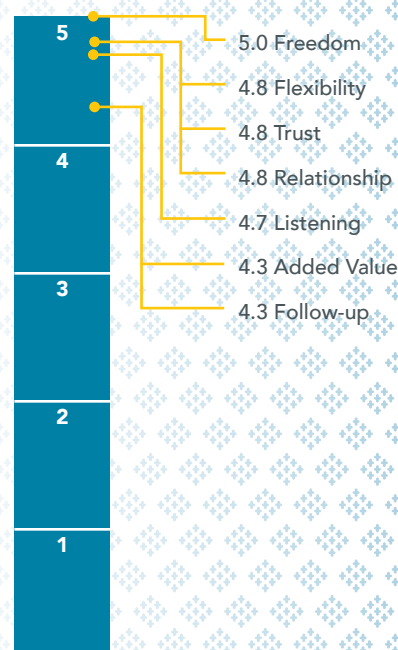 5
4
3
2
1
5.0 Freedom
4.8 Flexibility
4.8 Trust
4.8 Relationship
4.7 Listening
4.3 Added Value
4.3 Follow-up